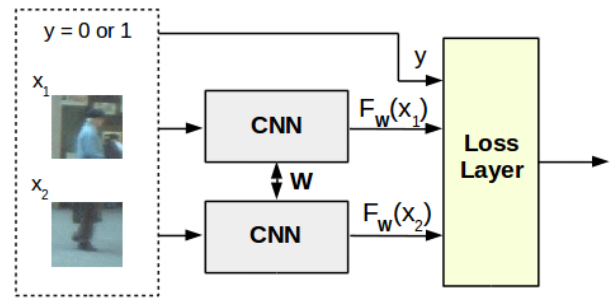 y = 0 or 1
y
x1
CNN
FW(x1)
Loss
Layer
W
x2
CNN
FW(x2)